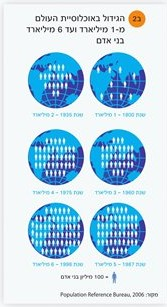 ב2
הגידול באוכלוסיית העולם
מ-1 מיליארד ועד 6 מיליארד
בני אדם
שנת 1800 – 1 מיליארד
שנת 1930 – 2 מיליארד
שנת 1960 – 3 מיליארד
שנת 1975 – 4 מיליארד
שנת 1987 – 5 מיליארד
שנת 1998 – 6 מיליארד
= 100 מיליון בני אדם
מקור: Population Reference Bureau, 2006